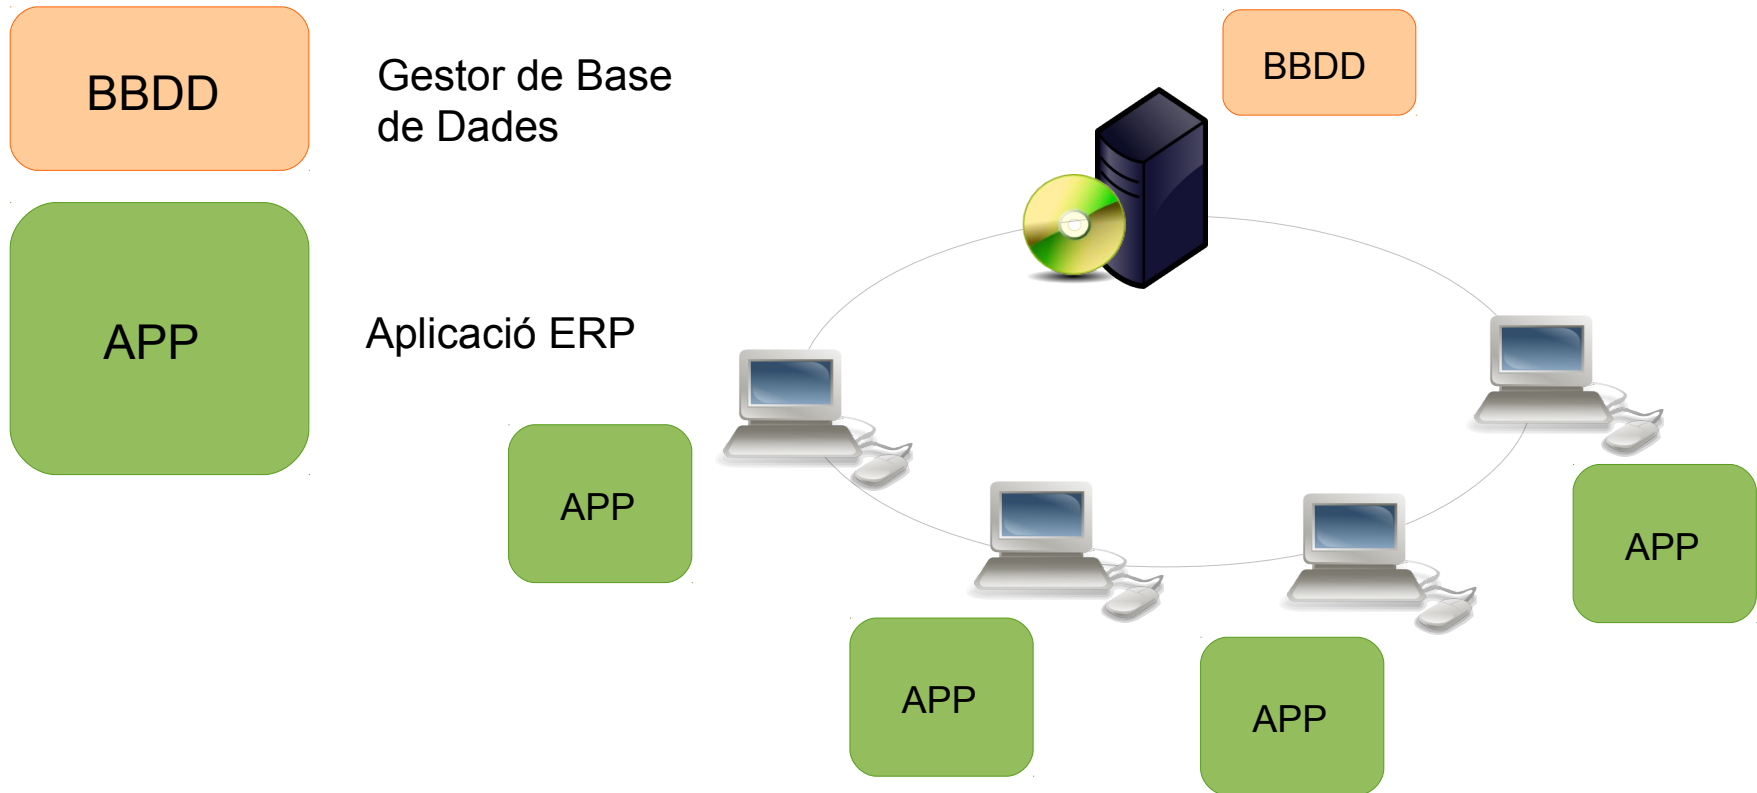 BBDD
Gestor de Base
de Dades
APP
Aplicació ERP
BBDD
APP
APP
APP
APP